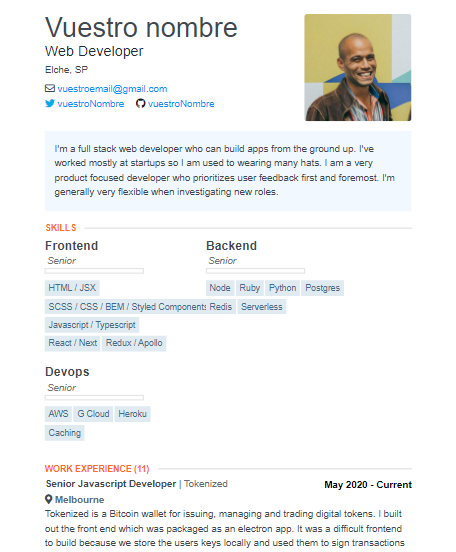 Vuestro nombre
Web Developer
Elche, SP
vuestroemail@gmail.com
vuestroNombre vuestroNombre
I'm a full stack web developer who can build apps from the ground up. I've
worked mostly at startups so I am used to wearing many hats. I am a very
product focused developer who prioritizes user feedback first and foremost. I'm
generally very flexible when investigating new roles.
SKILLS
Frontend
Senior
HTML / JSX
SCSS / CSS / BEM / Styled Components
Javascript / Typescript
React / Next Redux / Apollo
Backend
Senior
Node Ruby Python Postgres
Redis Serverless
Devops
Senior
AWS G Cloud Heroku
Caching
WORK EXPERIENCE (11)
Senior Javascript Developer | Tokenized May 2020 - Current
Melbourne
Tokenized is a Bitcoin wallet for issuing, managing and trading digital tokens. I built
out the front end which was packaged as an electron app. It was a difficult frontend
to build because we store the users keys locally and used them to sign transactions